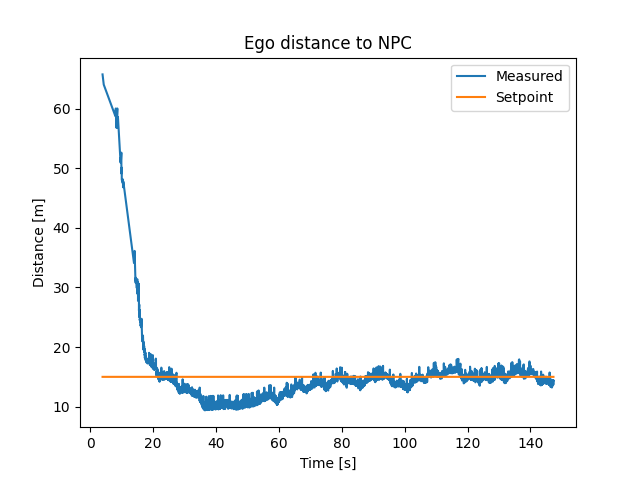 Ego distance to NPC
Measured
Setpoint
60
50
40
30
20
10
Distance [m]
0 20 40 60 80 100 120 140
Time [s]